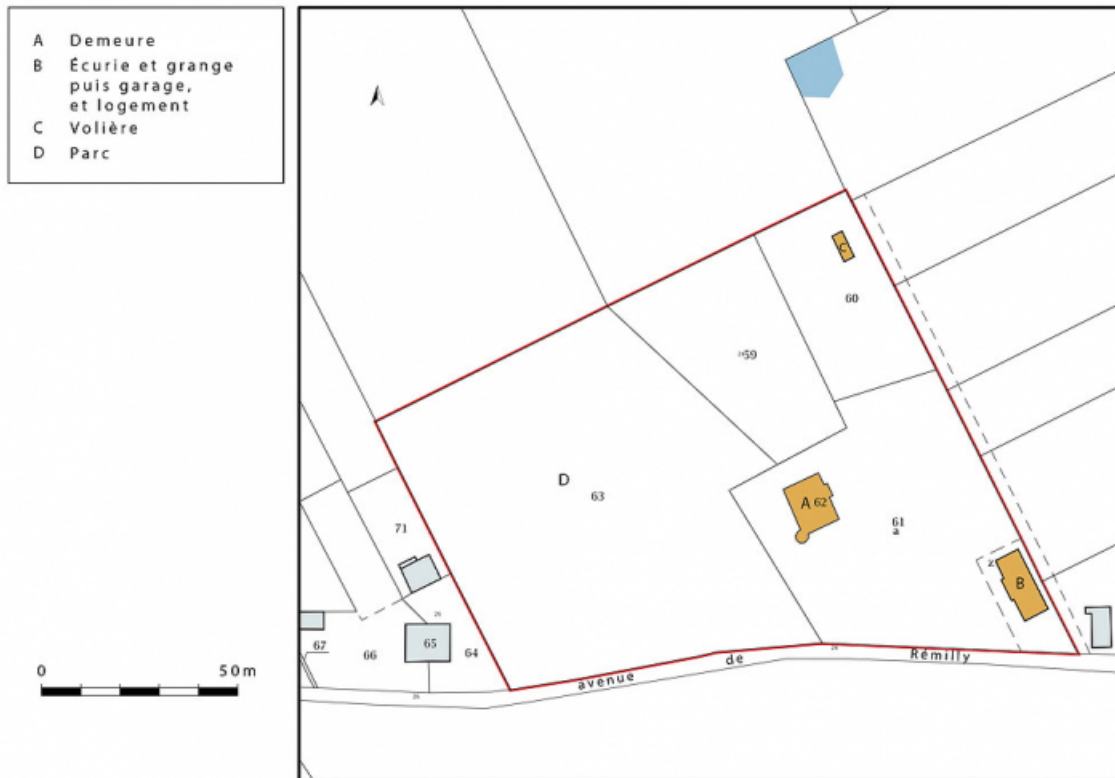 A Demeure
B Écurie et grange
puis garage,
et logement
C Volière
D Parc
C
60
59
D
63
A 62
61
a
71
z
B
67
66
65
64
avenue de Rémilly
0 50 m